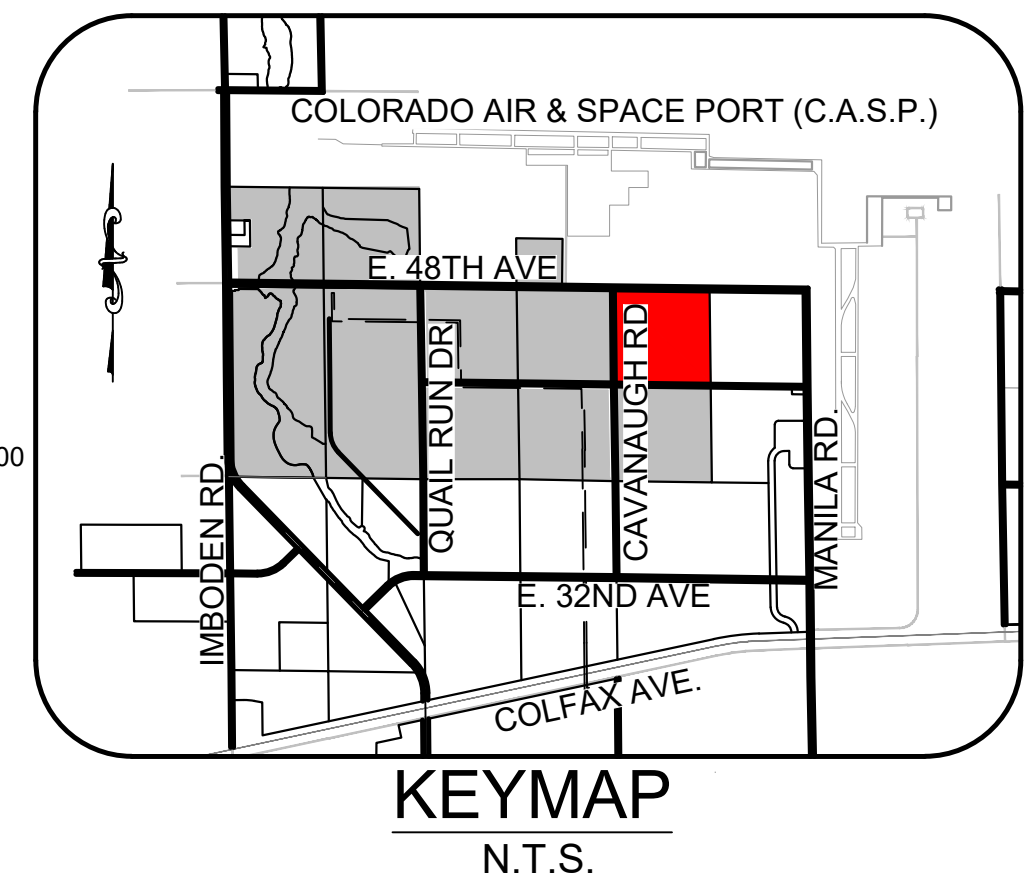 COLORADO AIR & SPACE PORT (C.A.S.P.)
E. 48TH AVE
QUAIL RUN DR
CAVANAUGH RD
MANILA RD.
IMBODEN RD.
00
E. 32ND AVE
COLFAX AVE.
KEYMAP
N.T.S.